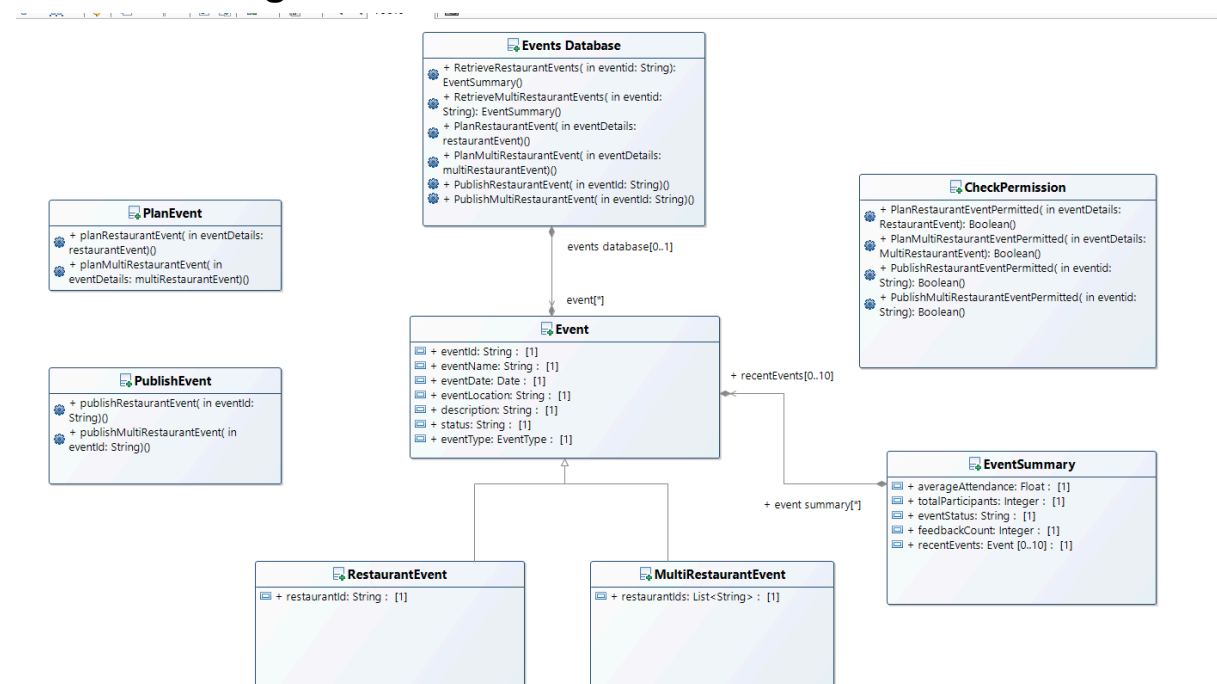 Events Database
+ RetrieveRestaurantEvents( in eventid: String):
EventSummary()
+ RetrieveMultiRestaurantEvents( in eventid:
String): EventSummary()
+ PlanRestaurantEvent( in eventDetails:
restaurantEvent)()
+ PlanMultiRestaurantEvent( in eventDetails:
multiRestaurantEvent)()
+ PublishRestaurantEvent( in eventId: String)()
+ PublishMultiRestaurantEvent( in eventId: String)()
CheckPermission
+ PlanRestaurantEventPermitted( in eventDetails:
RestaurantEvent): Boolean()
+ PlanMultiRestaurantEventPermitted( in eventDetails:
MultiRestaurantEvent): Boolean()
+ PublishRestaurantEventPermitted( in eventid:
String): Boolean()
+ PublishMultiRestaurantEventPermitted( in eventid:
String): Boolean()
PlanEvent
+ planRestaurantEvent( in eventDetails:
restaurantEvent)()
+ planMultiRestaurantEvent( in
eventDetails: multiRestaurantEvent)()
events database[0..1]
event[*]
Event
+ eventId: String : [1]
+ eventName: String : [1]
+ eventDate: Date : [1]
+ eventLocation: String : [1]
+ description: String : [1]
+ status: String : [1]
+ eventType: EventType : [1]
PublishEvent
+ publishRestaurantEvent( in eventId:
String)()
+ publishMultiRestaurantEvent( in
eventId: String)()
+ recentEvents[0..10]
+ event summary[*]
EventSummary
+ averageAttendance: Float : [1]
+ totalParticipants: Integer : [1]
+ eventStatus: String : [1]
+ feedbackCount: Integer : [1]
+ recentEvents: Event [0..10] : [1]
RestaurantEvent
+ restaurantId: String : [1]
MultiRestaurantEvent
+ restaurantIds: List<String> : [1]